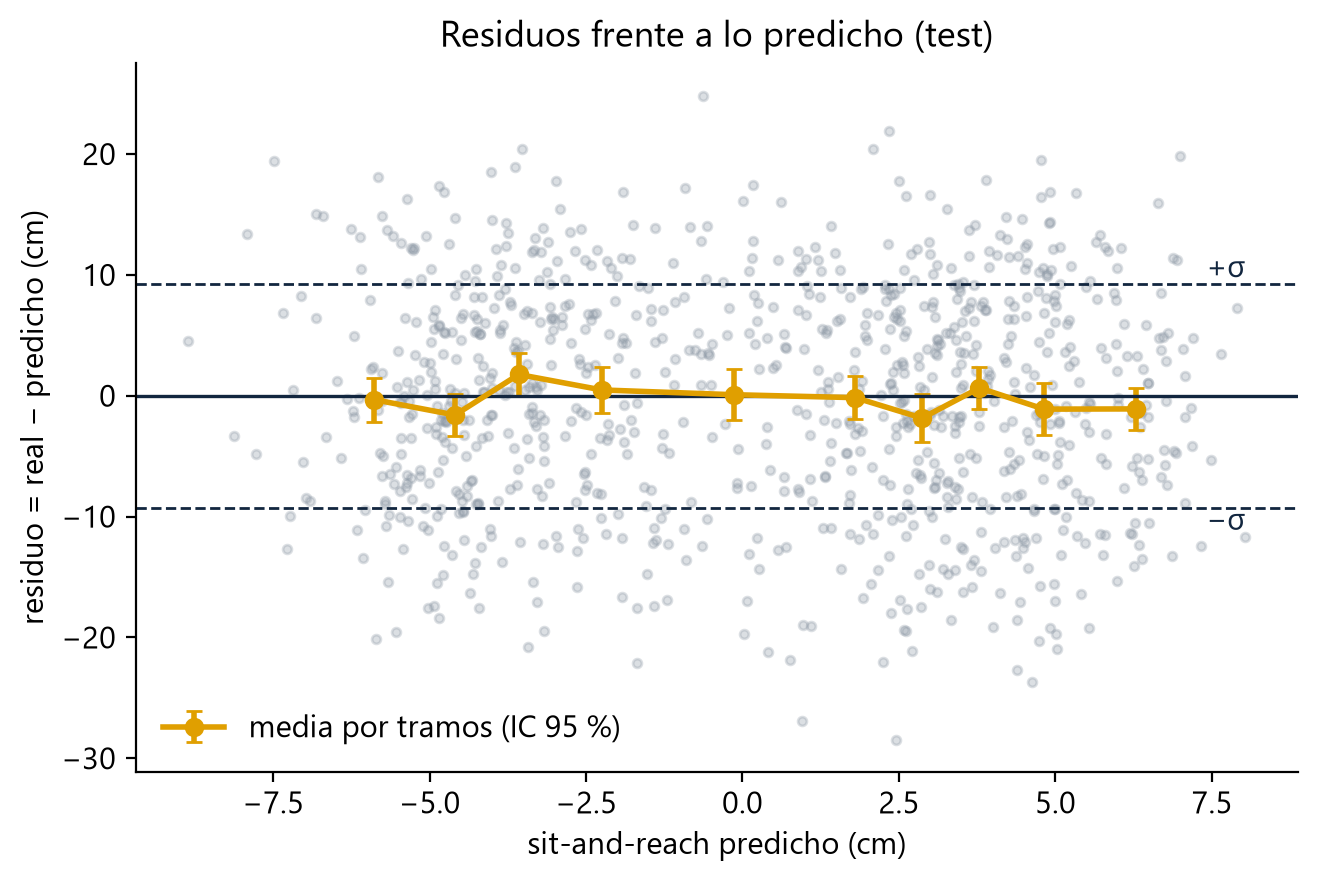 Residuos frente a lo predicho (test)
residuo = real − predicho (cm)
20
10
0
−10
−20
−30
+σ
−σ
media por tramos (IC 95 %)
−7.5
−5.0
−2.5
0.0
2.5
5.0
7.5
sit-and-reach predicho (cm)